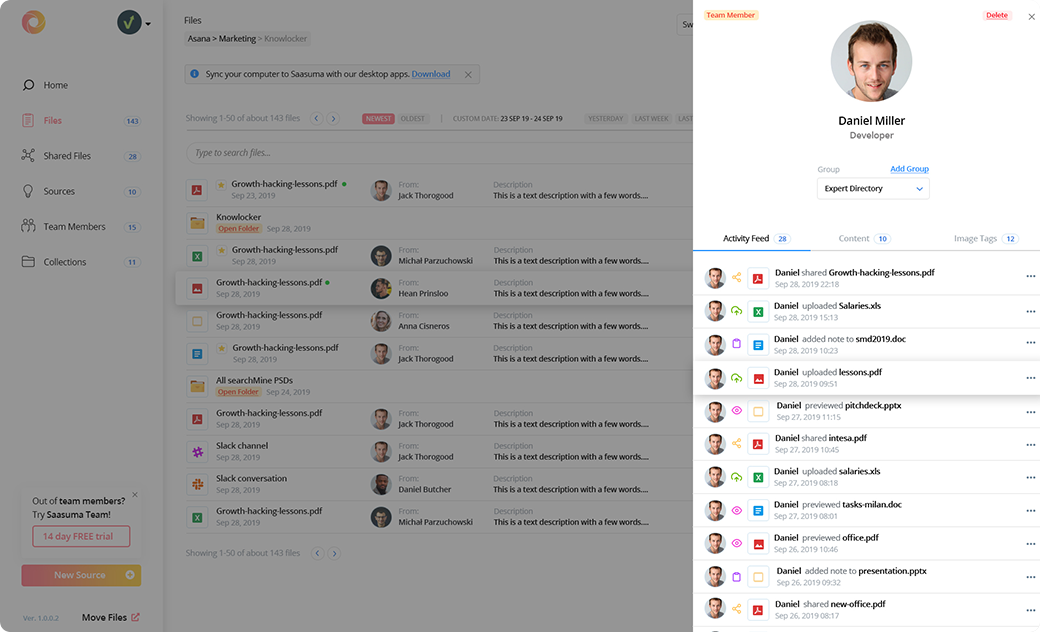 Files
Asana > Marketing > Knowlocker
Sw
Sync your computer to Saasuma with our desktop apps. Download
Home
Files 143
Shared Files 28
Sources 10
Team Members 15
Collections 11
Out of team members?
Try Saasuma Team!
14 day FREE trial
New Source
Ver. 1.0.0.2
Move Files
Showing 1-50 of about 143 files
NEWEST OLDEST
CUSTOM DATE: 23 SEP 19 - 24 SEP 19
YESTERDAY LAST WEEK LAST
Type to search files...
Growth-hacking-lessons.pdf From: Description
Sep 23, 2019 Jack Thorogood This is a text description with a few words....
Knowlocker
Open Folder Sep 28, 2019
Growth-hacking-lessons.pdf From: Description
Sep 28, 2019 Michał Parzuchowski This is a text description with a few words....
Growth-hacking-lessons.pdf From: Description
Sep 28, 2019 Hean Prinsloo This is a text description with a few words....
Growth-hacking-lessons.pdf From: Description
Sep 28, 2019 Anna Cisneros This is a text description with a few words....
Growth-hacking-lessons.pdf From: Description
Sep 28, 2019 Jack Thorogood This is a text description with a few words....
All searchMine PSDs
Open Folder Sep 24, 2019
Growth-hacking-lessons.pdf From: Description
Sep 28, 2019 Jack Thorogood This is a text description with a few words....
Slack channel From: Description
Sep 28, 2019 Jack Thorogood This is a text description with a few words....
Slack conversation From: Description
Sep 28, 2019 Daniel Butcher This is a text description with a few words....
Growth-hacking-lessons.pdf From: Description
Sep 28, 2019 Michał Parzuchowski This is a text description with a few words....
Showing 1-50 of about 143 files
Team Member
Delete
Daniel Miller
Developer
Group Add Group
Expert Directory
Activity Feed 28 Content 10 Image Tags 12
Daniel shared Growth-hacking-lessons.pdf
Sep 28, 2019 22:18
Daniel uploaded Salaries.xls
Sep 28, 2019 15:13
Daniel added note to smd2019.doc
Sep 28, 2019 10:23
Daniel uploaded lessons.pdf
Sep 28, 2019 09:51
Daniel previewed pitchdeck.pptx
Sep 27, 2019 11:15
Daniel shared intesa.pdf
Sep 27, 2019 10:45
Daniel uploaded salaries.xls
Sep 27, 2019 08:18
Daniel previewed tasks-milan.doc
Sep 27, 2019 08:01
Daniel previewed office.pdf
Sep 26, 2019 10:46
Daniel added note to presentation.pptx
Sep 26, 2019 09:32
Daniel shared new-office.pdf
Sep 26, 2019 08:17